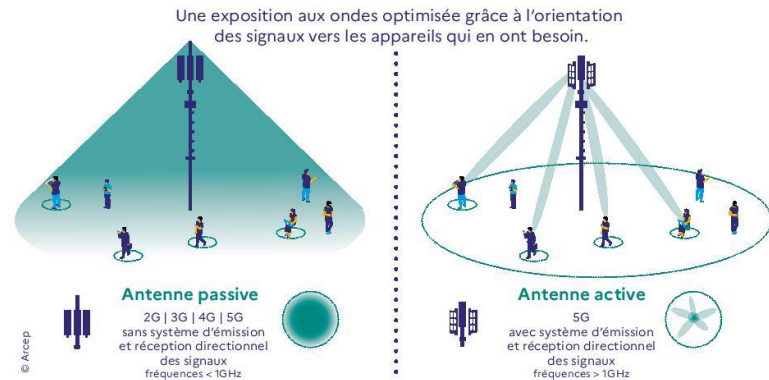 Une exposition aux ondes optimisée grâce à l'orientation
des signaux vers les appareils qui en ont besoin.
Antenne passive
2G | 3G | 4G | 5G
sans système d'émission
et réception directionnel
des signaux
fréquences < 1GHz
Antenne active
5G
avec système d'émission
et réception directionnel
des signaux
fréquences > 1GHz
© Arcep